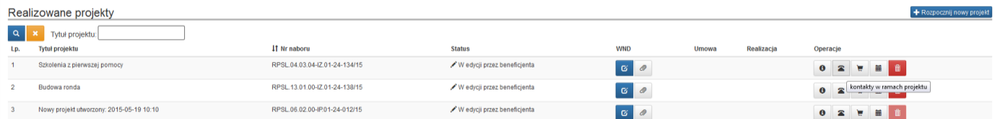 Realizowane projekty
Rozpocznij nowy projekt
Tytuł projektu:
Lp. Tytuł projektu Nr naboru Status WND Umowa Realizacja Operacje
1 Szkolenia z pierwszej pomocy RPSL.04.03.04-IZ.01-24-134/15 W edycji przez beneficjenta
2 Budowa ronda RPSL.13.01.00-IZ.01-24-138/15 W edycji przez beneficjenta
kontakty w ramach projektu
3 Nowy projekt utworzony: 2015-05-19 10:10 RPSL.06.02.00-IP.01-24-012/15 W edycji przez beneficjenta